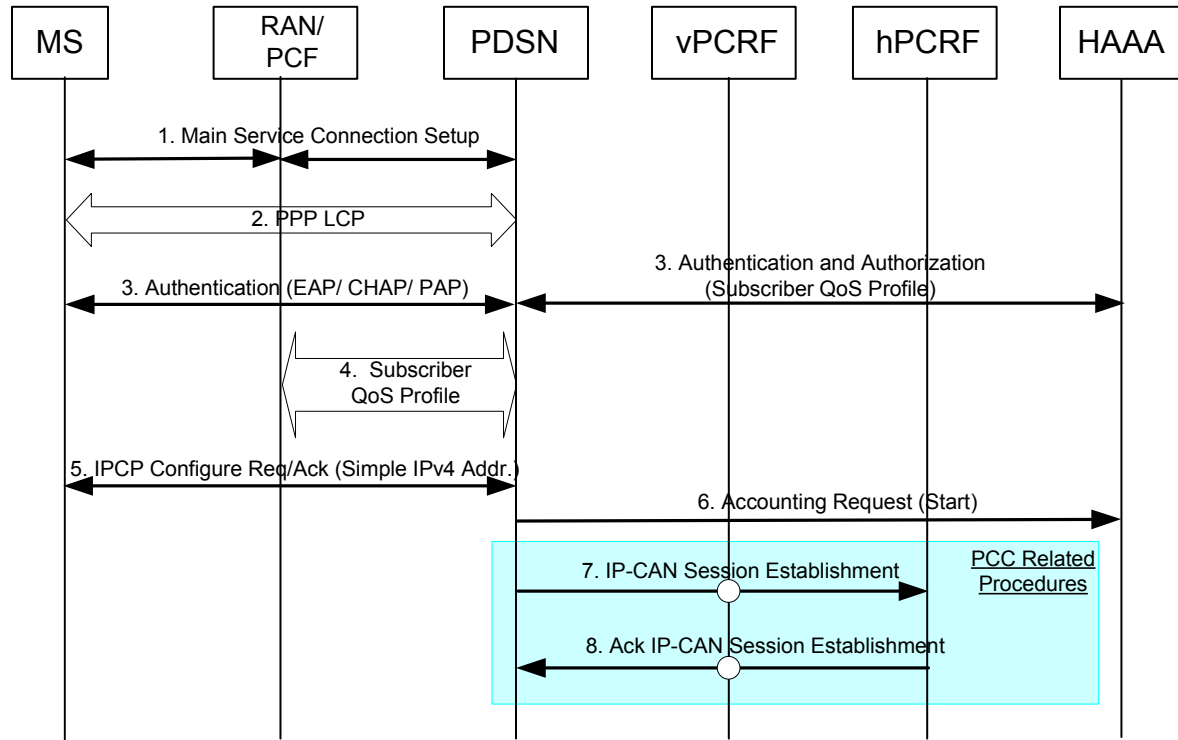 MS
RAN/
PCF
PDSN
vPCRF
hPCRF
HAAA
1. Main Service Connection Setup
2. PPP LCP
3. Authentication (EAP/ CHAP/ PAP)
3. Authentication and Authorization
(Subscriber QoS Profile)
4. Subscriber
QoS Profile
5. IPCP Configure Req/Ack (Simple IPv4 Addr.)
6. Accounting Request (Start)
PCC Related
Procedures
7. IP-CAN Session Establishment
8. Ack IP-CAN Session Establishment